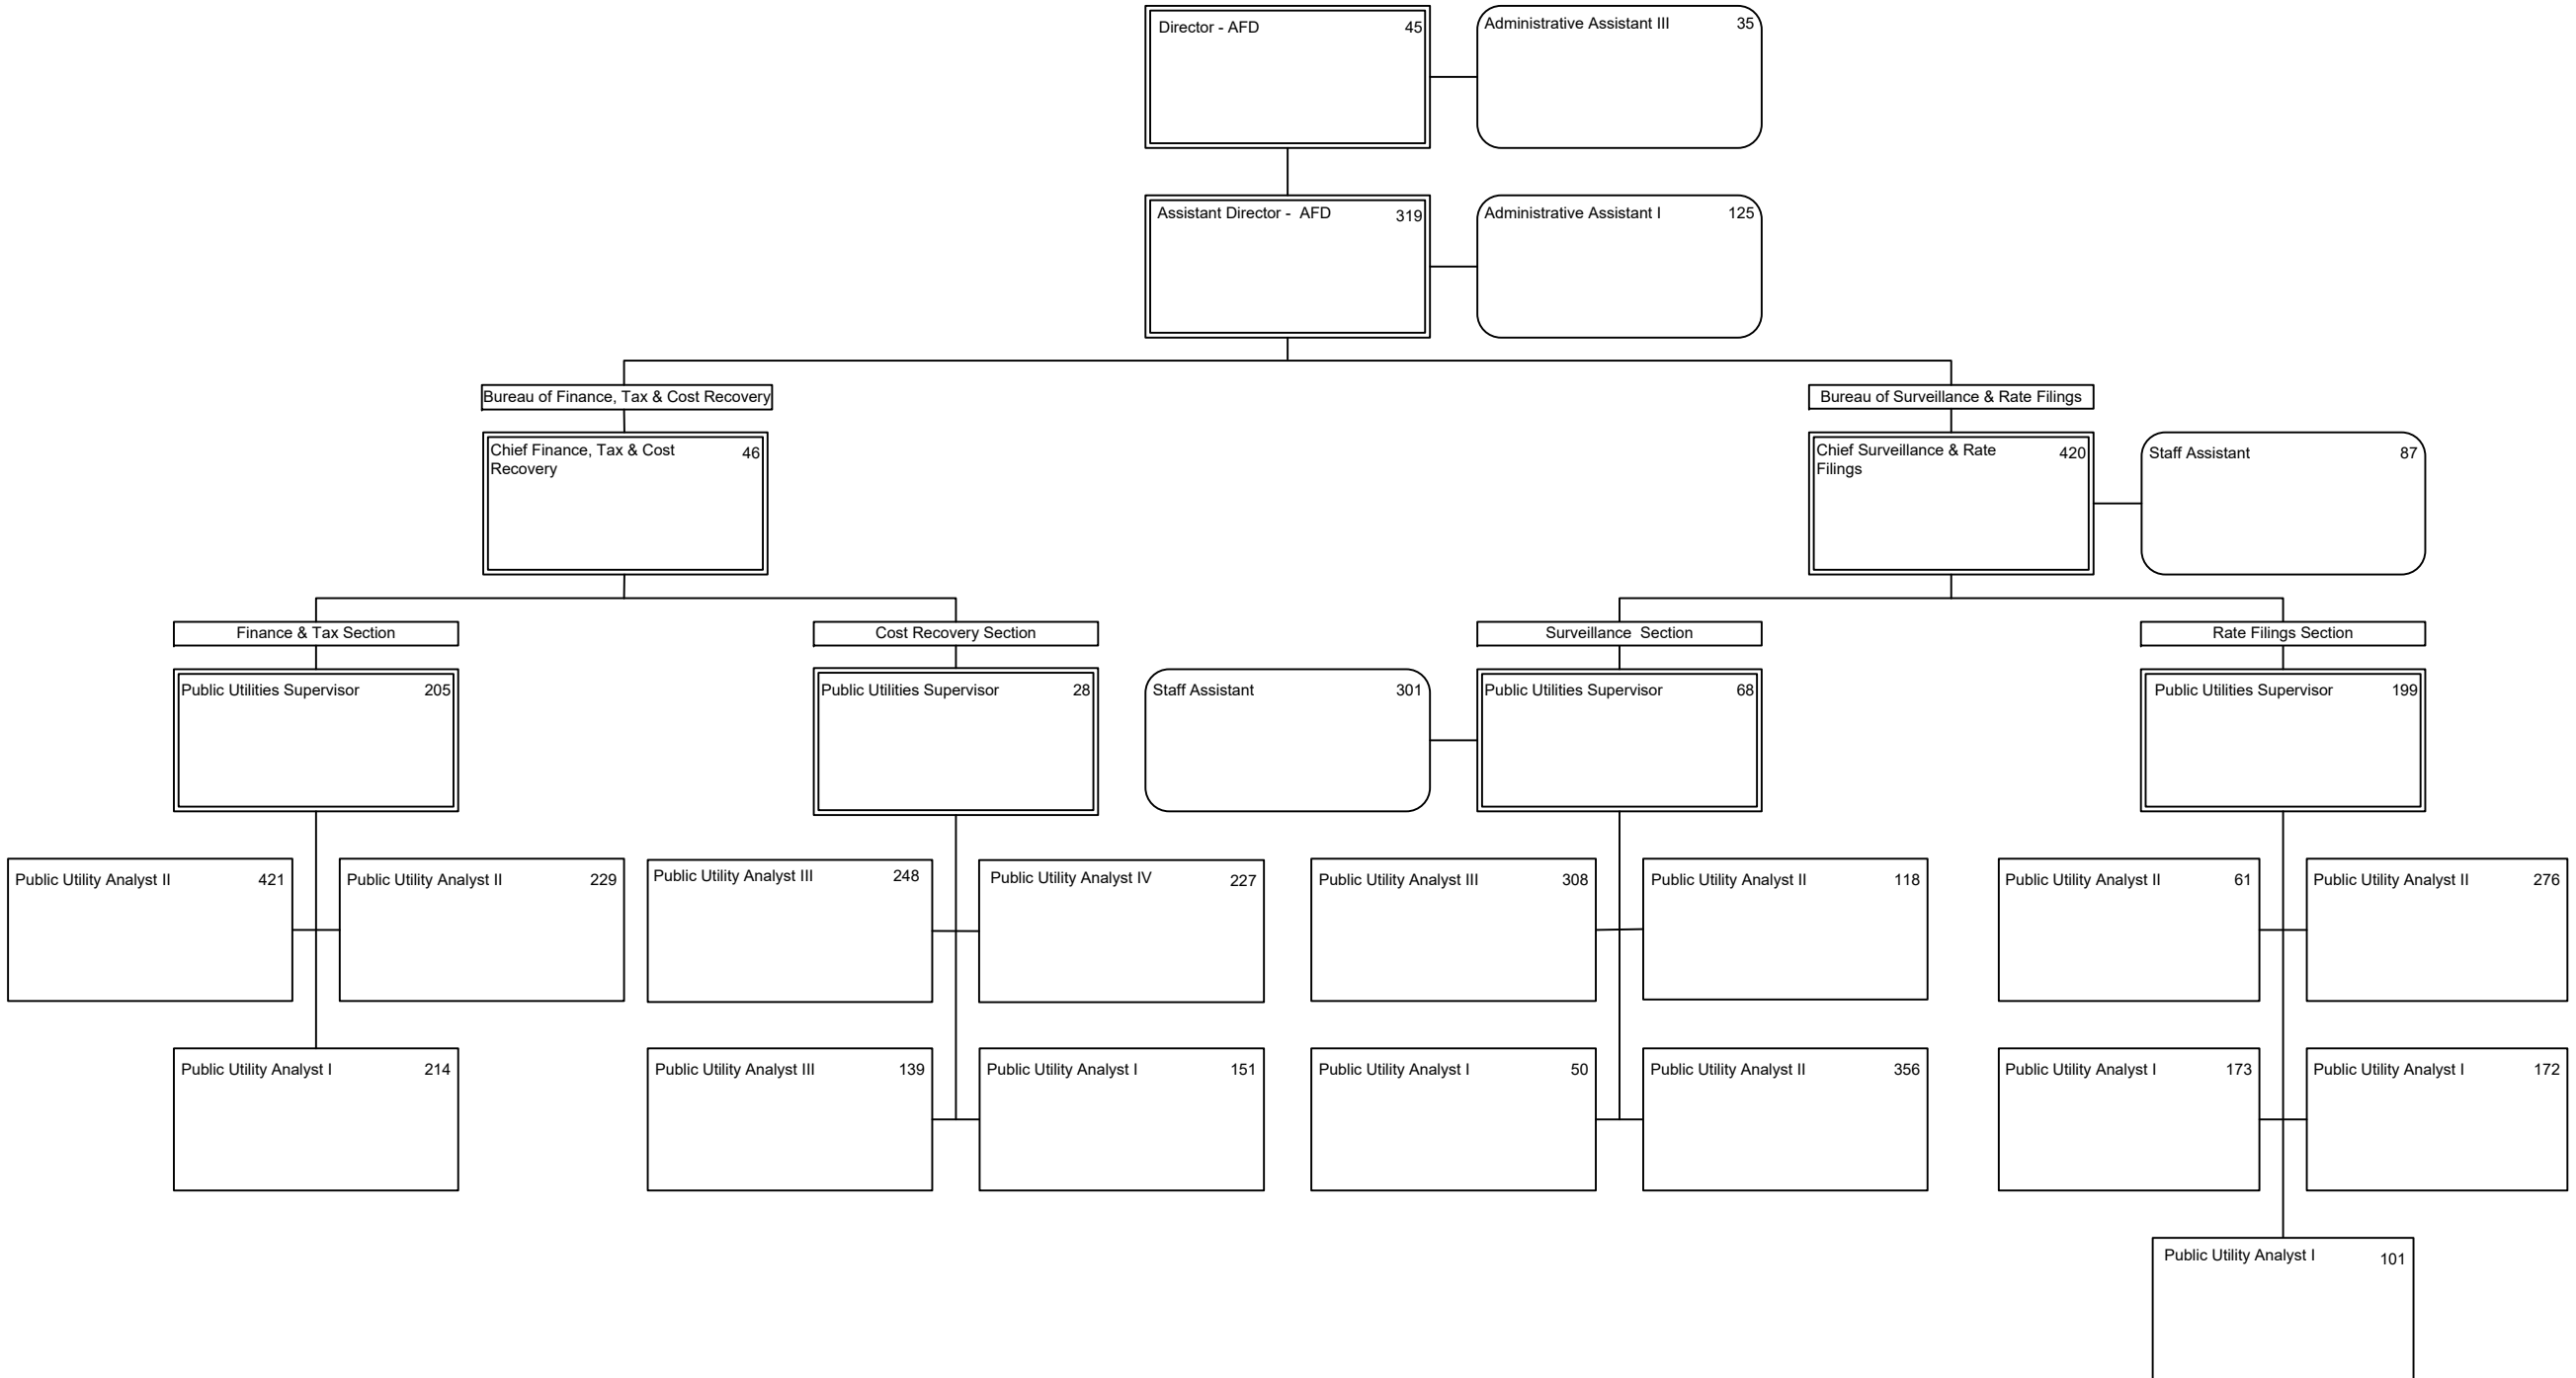 Director - AFD 45
Administrative Assistant III 35
Assistant Director -  AFD 319
Administrative Assistant I 125
Bureau of Finance, Tax & Cost Recovery
Bureau of Surveillance & Rate Filings
Chief Finance, Tax & Cost 46
Recovery
Chief Surveillance & Rate 420
Filings
Staff Assistant 87
Finance & Tax Section
Cost Recovery Section
Surveillance  Section
Rate Filings Section
Public Utilities Supervisor 205
Public Utilities Supervisor 28
Staff Assistant 301
Public Utilities Supervisor 68
Public Utilities Supervisor 199
Public Utility Analyst II 421
Public Utility Analyst II 229
Public Utility Analyst III 248
Public Utility Analyst IV 227
Public Utility Analyst III 308
Public Utility Analyst II 118
Public Utility Analyst II 61
Public Utility Analyst II 276
Public Utility Analyst I 214
Public Utility Analyst III 139
Public Utility Analyst I 151
Public Utility Analyst I 50
Public Utility Analyst II 356
Public Utility Analyst I 173
Public Utility Analyst I 172
Public Utility Analyst I 101